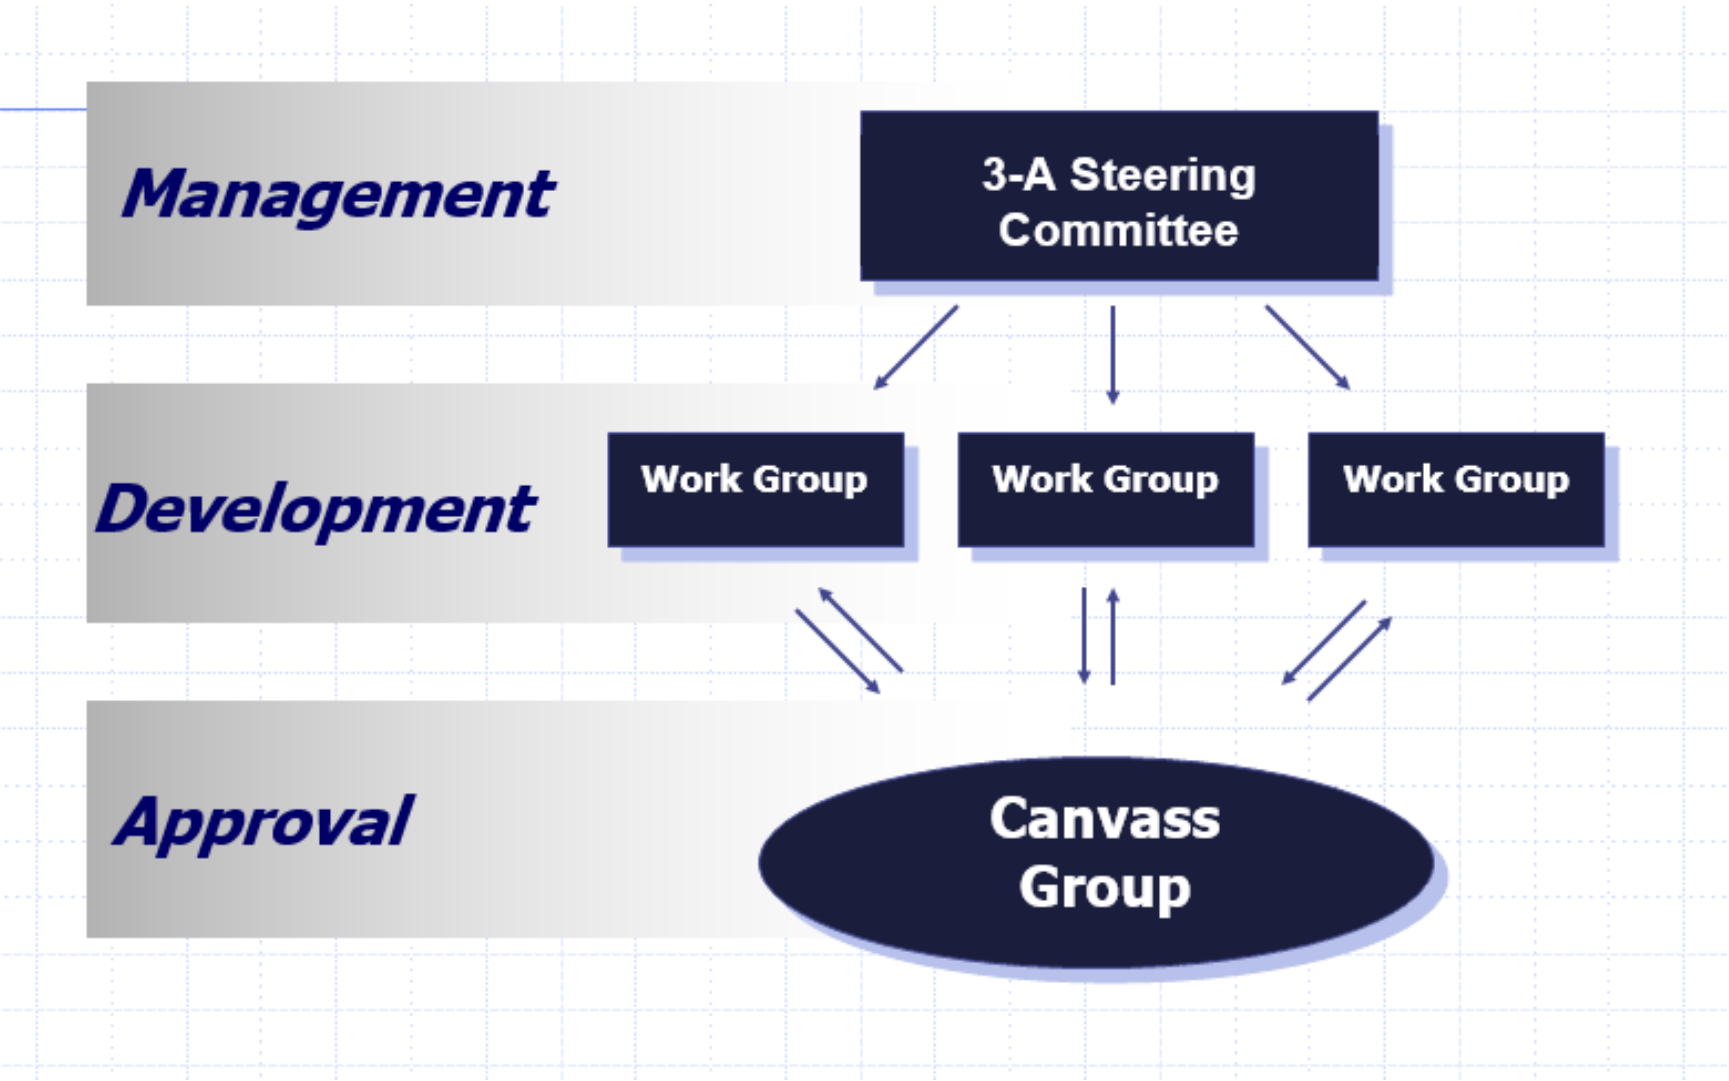 Management
3-A Steering
Committee
Development
Work Group
Work Group
Work Group
Approval
Canvass
Group